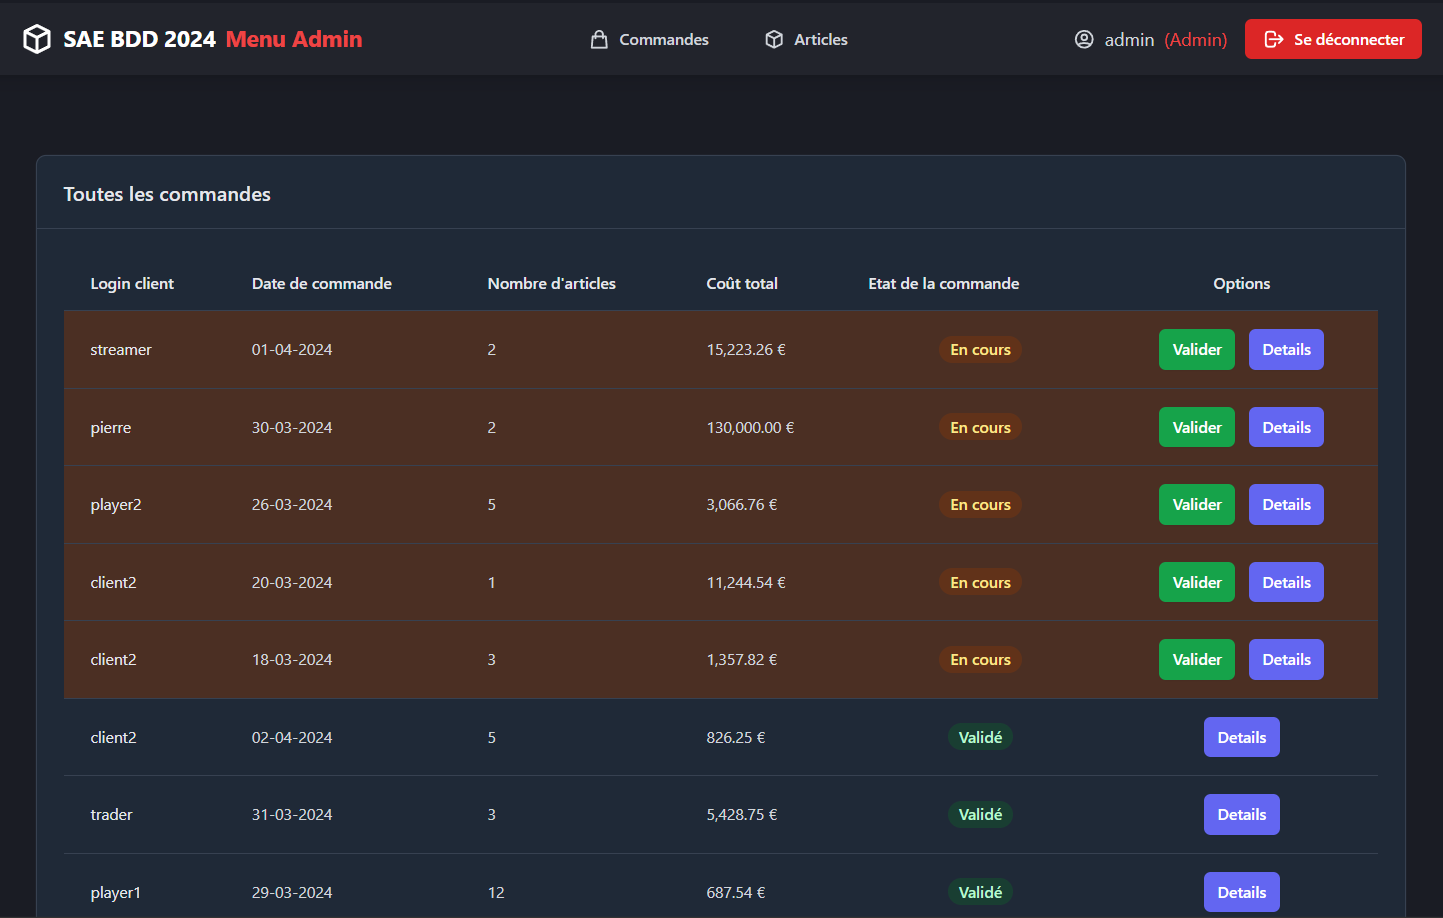 SAE BDD 2024 Menu Admin Commandes Articles admin (Admin) Se déconnecter
Toutes les commandes
Login client Date de commande Nombre d'articles Coût total Etat de la commande Options
streamer 01-04-2024 2 15,223.26 € En cours Valider Details
pierre 30-03-2024 2 130,000.00 € En cours Valider Details
player2 26-03-2024 5 3,066.76 € En cours Valider Details
client2 20-03-2024 1 11,244.54 € En cours Valider Details
client2 18-03-2024 3 1,357.82 € En cours Valider Details
client2 02-04-2024 5 826.25 € Validé Details
trader 31-03-2024 3 5,428.75 € Validé Details
player1 29-03-2024 12 687.54 € Validé Details